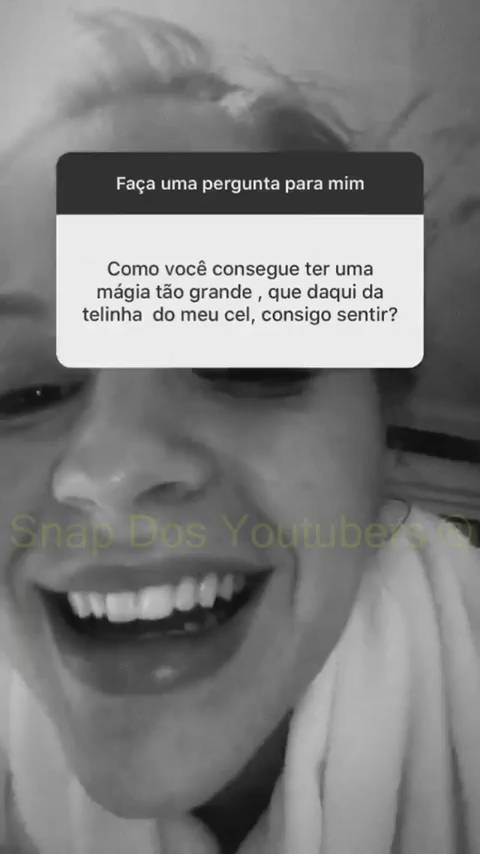 Faça uma pergunta para mim
Como você consegue ter uma
mágia tão grande , que daqui da
telinha do meu cel, consigo sentir?
Snap Dos Youtubers ®